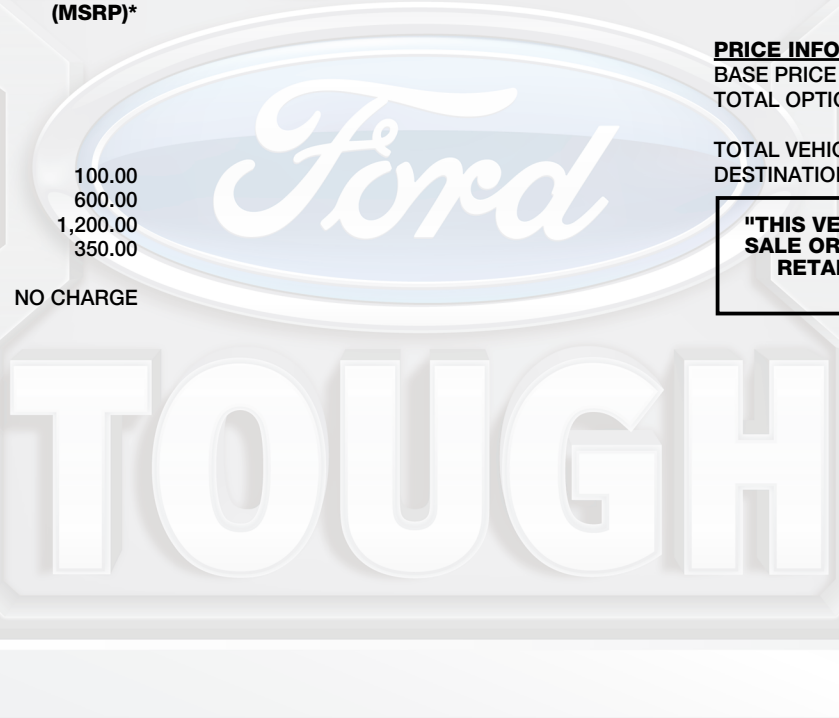 (MSRP)*
100.00
600.00
1,200.00
350.00
NO CHARGE
PRICE INFO
BASE PRICE
TOTAL OPTIO
TOTAL VEHIC
DESTINATION
"THIS VE
SALE OR
RETAI
Ford
TOUGH